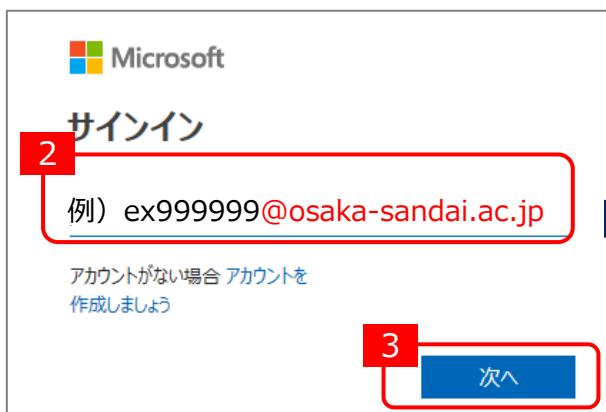 Microsoft
サインイン
2
例）ex999999@osaka-sandai.ac.jp
アカウントがない場合 アカウントを
作成しましょう
3
次へ